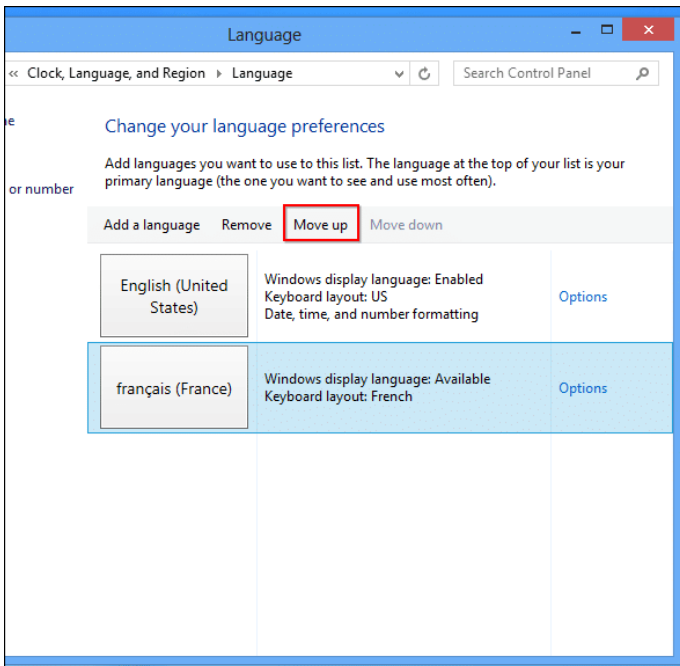 Language
« Clock, Language, and Region Language
Search Control Panel
Change your language preferences
or number
Add languages you want to use to this list. The language at the top of your list is your
primary language (the one you want to see and use most often).
Add a language Remove Move up Move down
English (United
States)
Windows display language: Enabled
Keyboard layout: US
Date, time, and number formatting
Options
français (France)
Windows display language: Available
Keyboard layout: French
Options